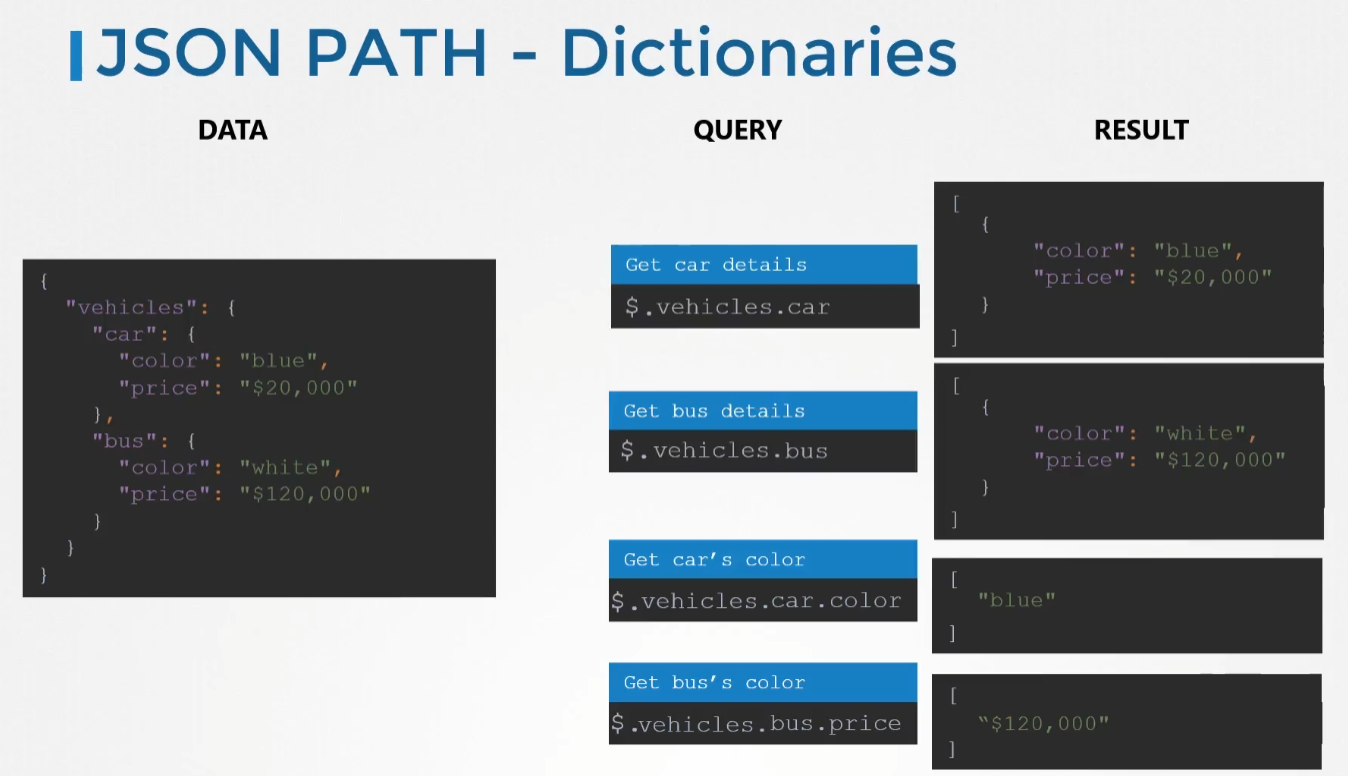 JSON PATH - Dictionaries
DATA
QUERY
RESULT
{
"vehicles": {
"car": {
"color": "blue",
"price": "$20,000"
},
"bus": {
"color": "white",
"price": "$120,000"
}
}
}
Get car details
$.vehicles.car
[
{
"color": "blue",
"price": "$20,000"
}
]
Get bus details
$.vehicles.bus
[
{
"color": "white",
"price": "$120,000"
}
]
Get car’s color
$.vehicles.car.color
[
"blue"
]
Get bus’s color
$.vehicles.bus.price
[
“$120,000"
]